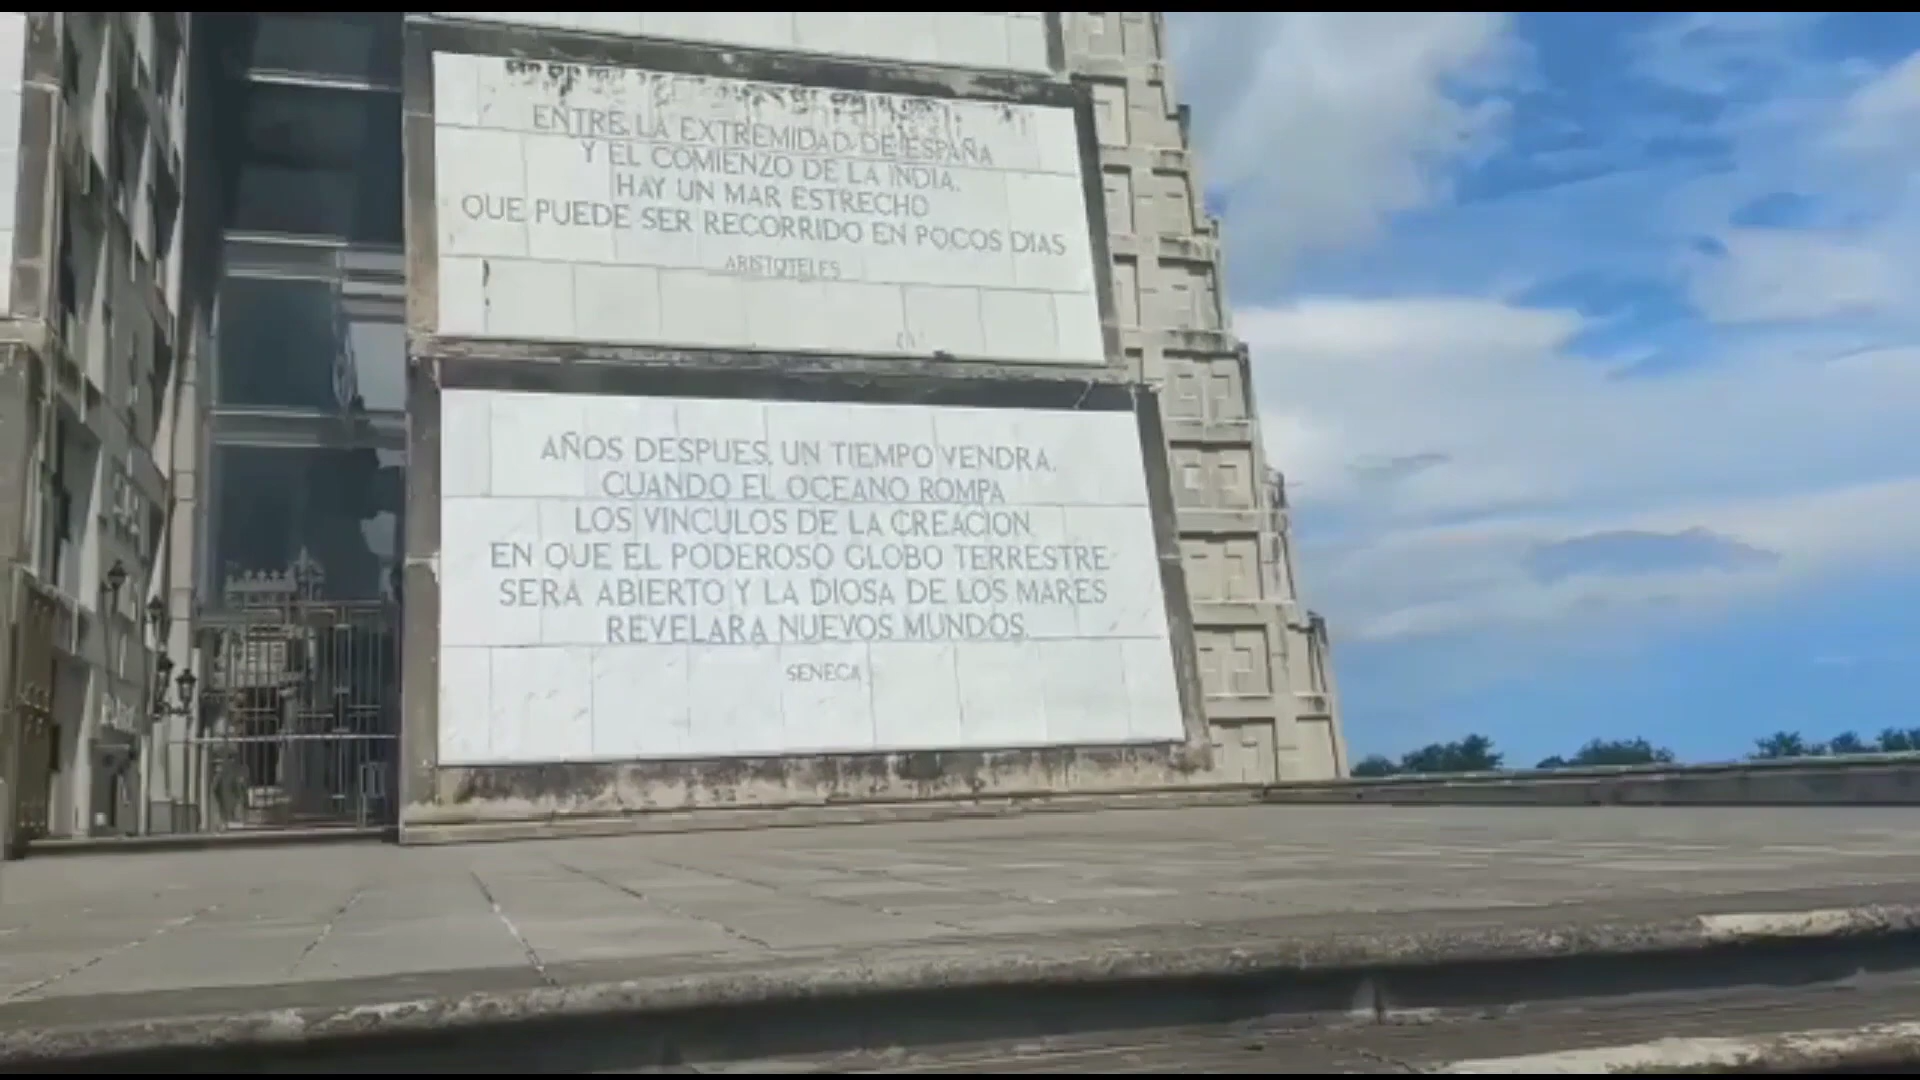 ENTRE LA EXTREMIDAD DE ESPAÑA
Y EL COMIENZO DE LA INDIA,
HAY UN MAR ESTRECHO
QUE PUEDE SER RECORRIDO EN POCOS DIAS
ARISTOTELES
AÑOS DESPUES, UN TIEMPO VENDRA,
CUANDO EL OCEANO ROMPA
LOS VINCULOS DE LA CREACION
EN QUE EL PODEROSO GLOBO TERRESTRE
SERA ABIERTO Y LA DIOSA DE LOS MARES
REVELARA NUEVOS MUNDOS.
SENECA